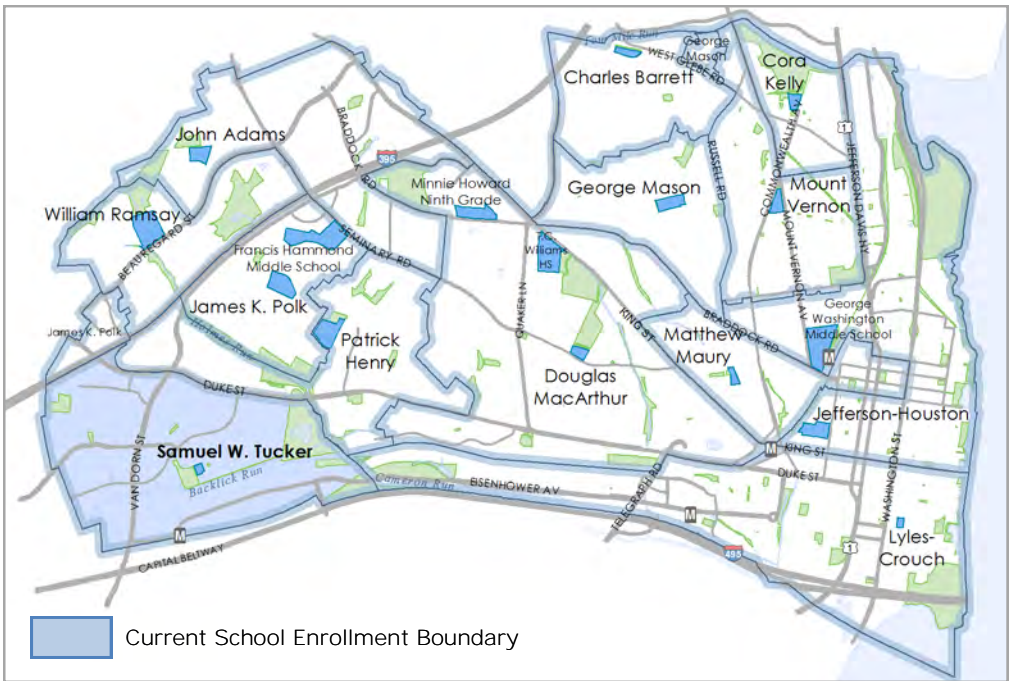 Four Mile Run
George
Mason
WEST GLEBE RD
Charles Barrett
Cora
Kelly
1
John Adams
BRADDOCK RD
395
RUSSELL RD
COMMONWEALTH AV
JEFFERSON DAVIS HY
Minnie Howard
Ninth Grade
George Mason
Mount
Vernon
William Ramsay
BEAUREGARD ST
SEMINARY RD
Francis Hammond
Middle School
T.C.
Williams
HS
MOUNT VERNON AV
James K. Polk
James K. Polk
Holmes Run
QUAKER LN
KING ST
BRADDOCK RD
George
Washington
Middle School
M
Patrick
Henry
Matthew
Maury
Douglas
MacArthur
DUKE ST
Jefferson-Houston
Samuel W. Tucker
VAN DORN ST
Backlick Run
Cameron Run
EISENHOWER AV
TELEGRAPH RD
M
KING ST
DUKE ST
WASHINGTON ST
M
M
CAPITAL BELTWAY
495
1
Lyles-
Crouch
Current School Enrollment Boundary